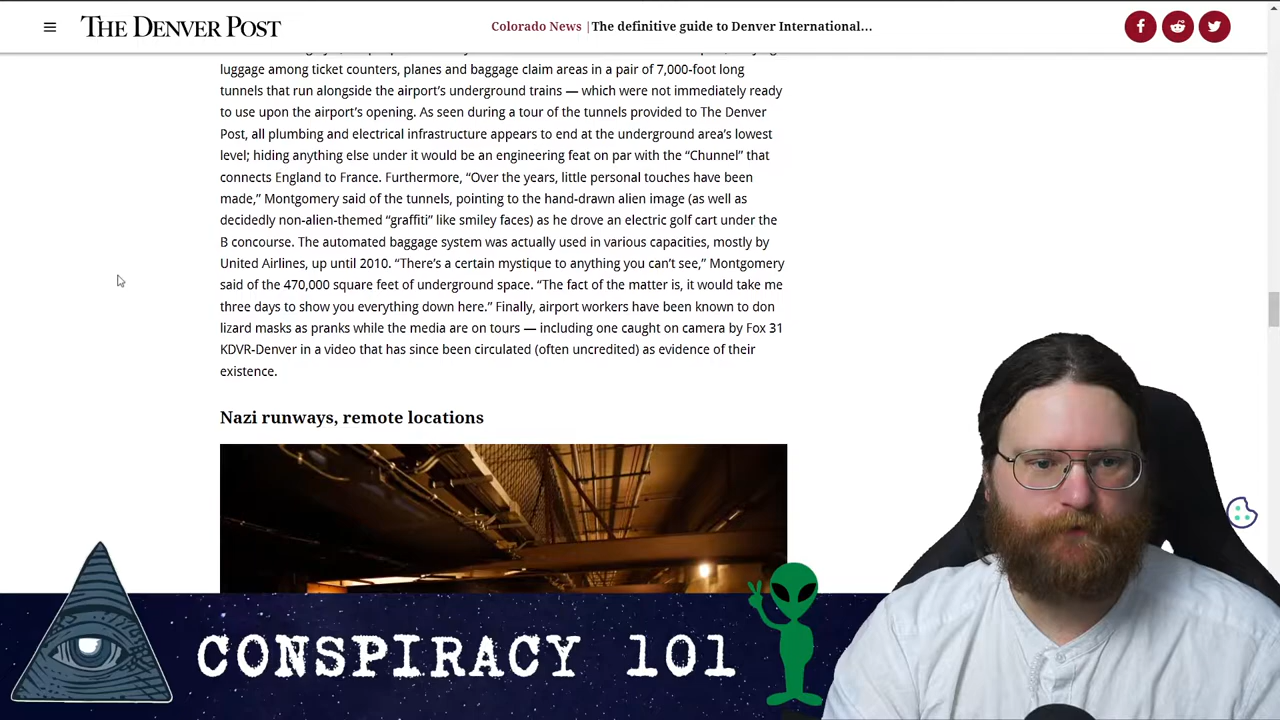 THE DENVER POST
Colorado News | The definitive guide to Denver International...
luggage among ticket counters, planes and baggage claim areas in a pair of 7,000-foot long
tunnels that run alongside the airport's underground trains — which were not immediately ready
to use upon the airport's opening. As seen during a tour of the tunnels provided to The Denver
Post, all plumbing and electrical infrastructure appears to end at the underground area's lowest
level; hiding anything else under it would be an engineering feat on par with the “Chunnel” that
connects England to France. Furthermore, “Over the years, little personal touches have been
made,” Montgomery said of the tunnels, pointing to the hand-drawn alien image (as well as
decidedly non-alien-themed “graffiti” like smiley faces) as he drove an electric golf cart under the
B concourse. The automated baggage system was actually used in various capacities, mostly by
United Airlines, up until 2010. “There's a certain mystique to anything you can't see,” Montgomery
said of the 470,000 square feet of underground space. “The fact of the matter is, it would take me
three days to show you everything down here.” Finally, airport workers have been known to don
lizard masks as pranks while the media are on tours — including one caught on camera by Fox 31
KDVR-Denver in a video that has since been circulated (often uncredited) as evidence of their
existence.
Nazi runways, remote locations
CONSPIRACY 101